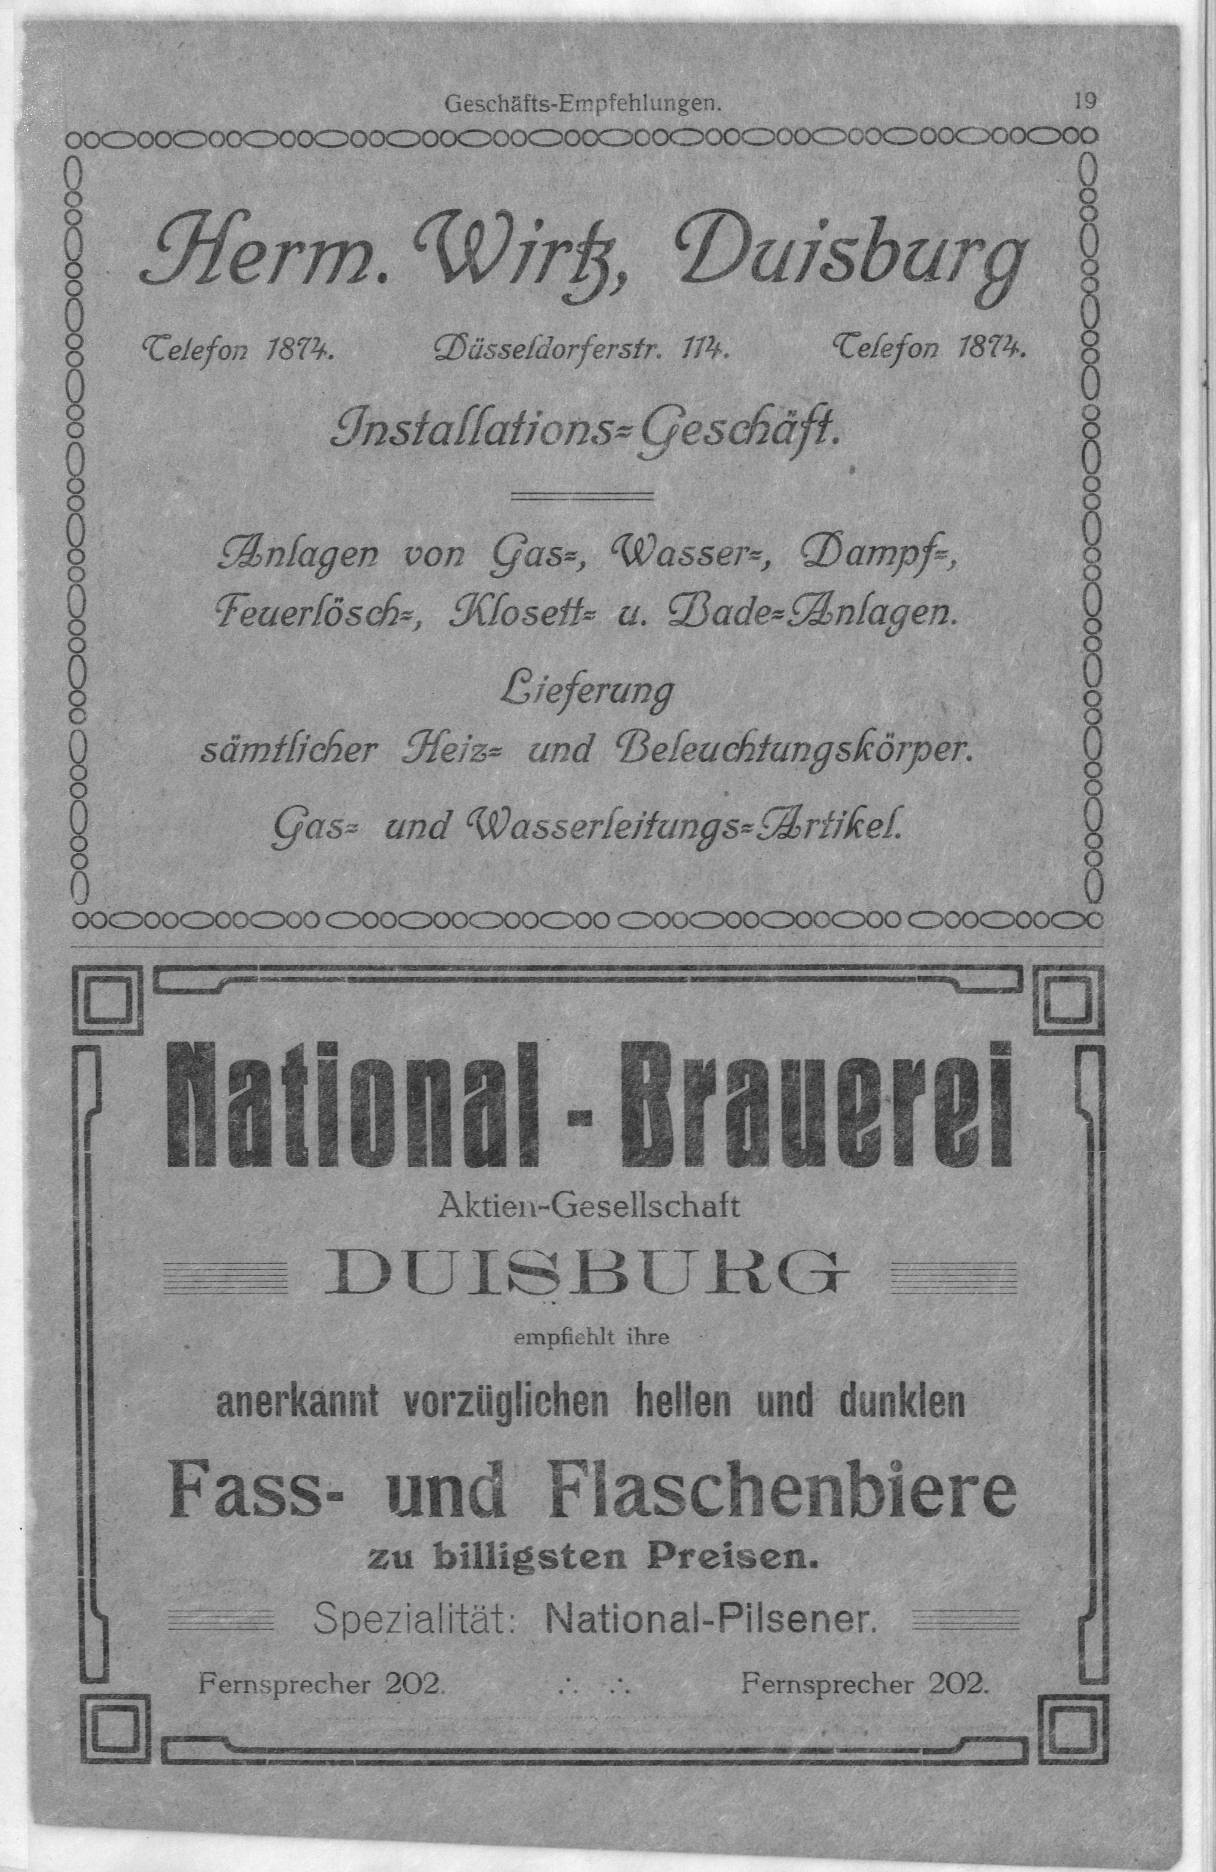 Geschäfts-Empfehlungen. 19
Herm. Wirtz, Duisburg
Telefon 1874. Düsseldorferstr. 114. Telefon 1874.
Installations=Geschäft.
Anlagen von Gas=, Wasser=, Dampf=,
Feuerlösch=, Klosett= u. Bade=Anlagen.
Lieferung
sämtlicher Heiz= und Beleuchtungskörper.
Gas= und Wasserleitungs=Artikel.
National - Brauerei
Aktien-Gesellschaft
DUISBURG
empfiehlt ihre
anerkannt vorzüglichen hellen und dunklen
Fass- und Flaschenbiere
zu billigsten Preisen.
Spezialität: National-Pilsener.
Fernsprecher 202. ∴ ∴ Fernsprecher 202.